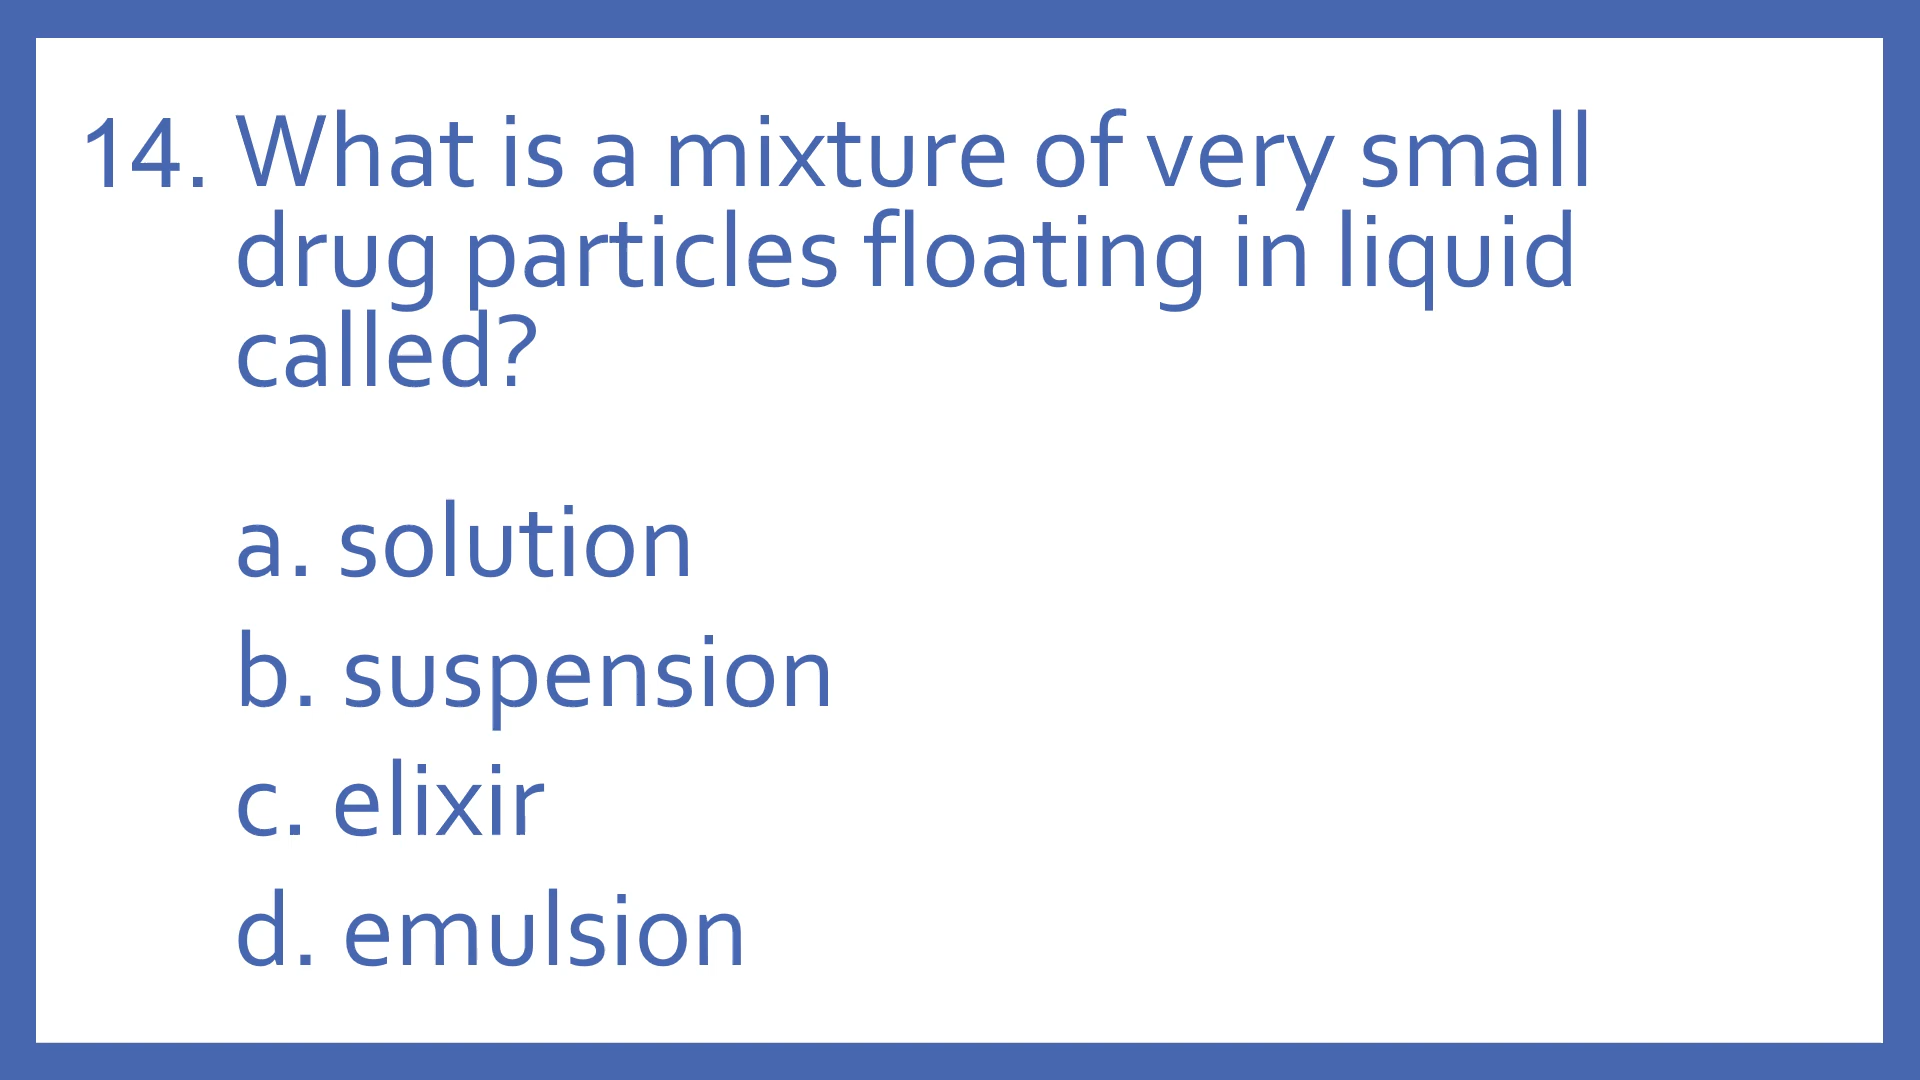 14. What is a mixture of very small
drug particles floating in liquid
called?
a. solution
b. suspension
c. elixir
d. emulsion